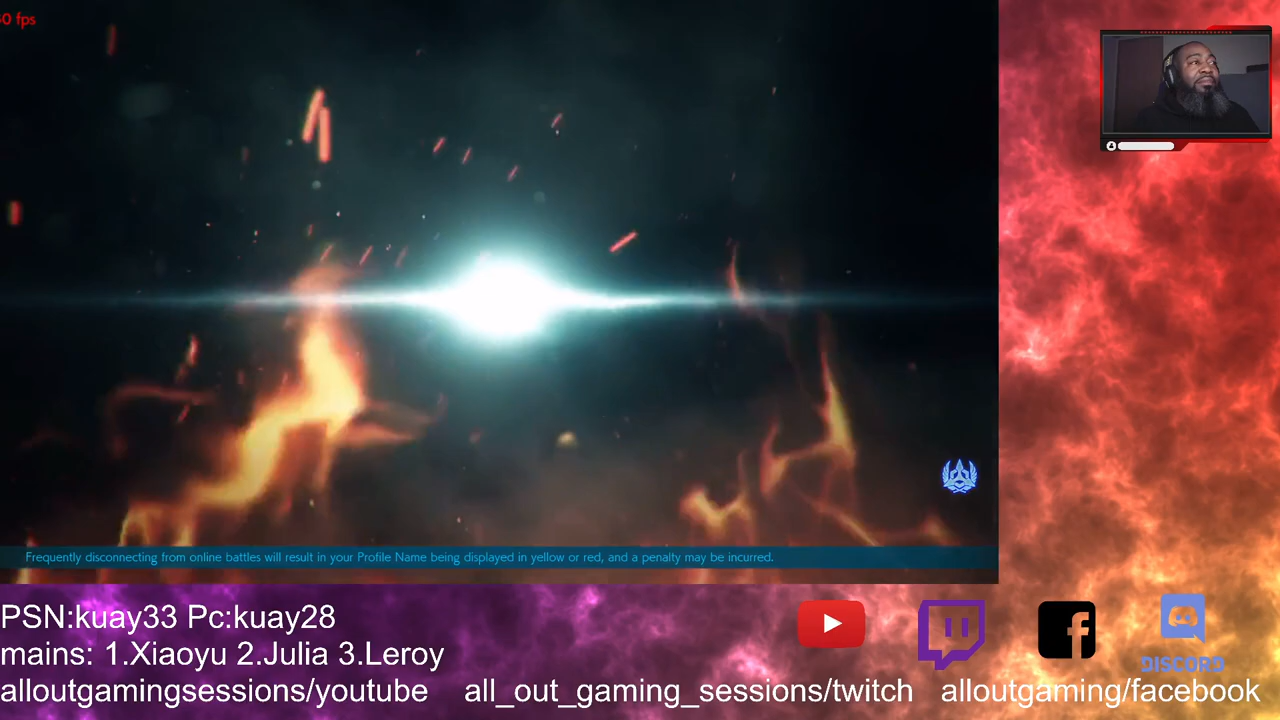 0 fps
Frequently disconnecting from online battles will result in your Profile Name being displayed in yellow or red, and a penalty may be incurred.
PSN:kuay33 Pc:kuay28
mains: 1.Xiaoyu 2.Julia 3.Leroy
DISCORD
alloutgamingsessions/youtube all_out_gaming_sessions/twitch alloutgaming/facebook